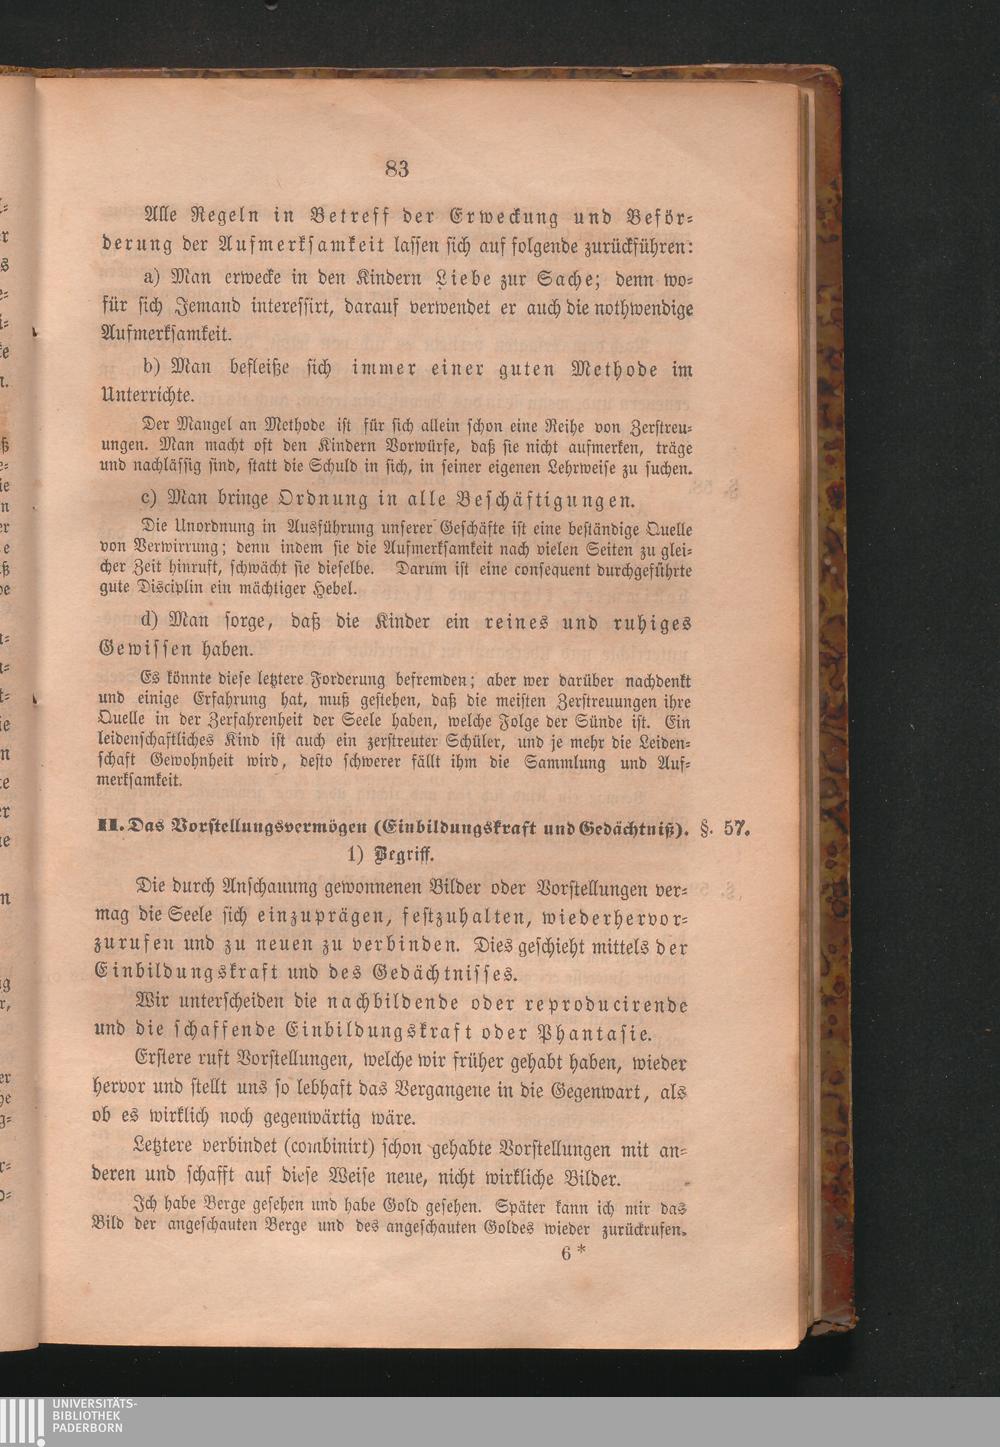 83
Alle Regeln in Betreff der Erweckung und Beför-
derung der Aufmerksamkeit lassen sich auf folgende zurückführen:
a) Man erwecke in den Kindern Liebe zur Sache; denn wo-
für sich Jemand interessirt, darauf verwendet er auch die nothwendige
Aufmerksamkeit.
b) Man befleiße sich immer einer guten Methode im
Unterrichte.
Der Mangel an Methode ist für sich allein schon eine Reihe von Zerstreu-
ungen. Man macht oft den Kindern Vorwürfe, daß sie nicht aufmerken, träge
und nachlässig sind, statt die Schuld in sich, in seiner eigenen Lehrweise zu suchen.
c) Man bringe Ordnung in alle Beschäftigungen.
Die Unordnung in Ausführung unserer Geschäfte ist eine beständige Quelle
von Verwirrung; denn indem sie die Aufmerksamkeit nach vielen Seiten zu glei-
cher Zeit hinruft, schwächt sie dieselbe. Darum ist eine consequent durchgeführte
gute Disciplin ein mächtiger Hebel.
d) Man sorge, daß die Kinder ein reines und ruhiges
Gewissen haben.
Es könnte diese letztere Forderung befremden; aber wer darüber nachdenkt
und einige Erfahrung hat, muß gestehen, daß die meisten Zerstreuungen ihre
Quelle in der Zerfahrenheit der Seele haben, welche Folge der Sünde ist. Ein
leidenschaftliches Kind ist auch ein zerstreuter Schüler, und je mehr die Leiden-
schaft Gewohnheit wird, desto schwerer fällt ihm die Sammlung und Auf-
merksamkeit.
II. Das Vorstellungsvermögen (Einbildungskraft und Gedächtniß). §. 57.
1) Begriff.
Die durch Anschauung gewonnenen Bilder oder Vorstellungen ver-
mag die Seele sich einzuprägen, festzuhalten, wiederhervor-
zurufen und zu neuen zu verbinden. Dies geschieht mittels der
Einbildungskraft und des Gedächtnisses.
Wir unterscheiden die nachbildende oder reproducirende
und die schaffende Einbildungskraft oder Phantasie.
Erstere ruft Vorstellungen, welche wir früher gehabt haben, wieder
hervor und stellt uns so lebhaft das Vergangene in die Gegenwart, als
ob es wirklich noch gegenwärtig wäre.
Letztere verbindet (combinirt) schon gehabte Vorstellungen mit an-
deren und schafft auf diese Weise neue, nicht wirkliche Bilder.
Ich habe Berge gesehen und habe Gold gesehen. Später kann ich mir das
Bild der angeschauten Berge und des angeschauten Goldes wieder zurückrufen.
6*
UNIVERSITÄTS-
BIBLIOTHEK
PADERBORN